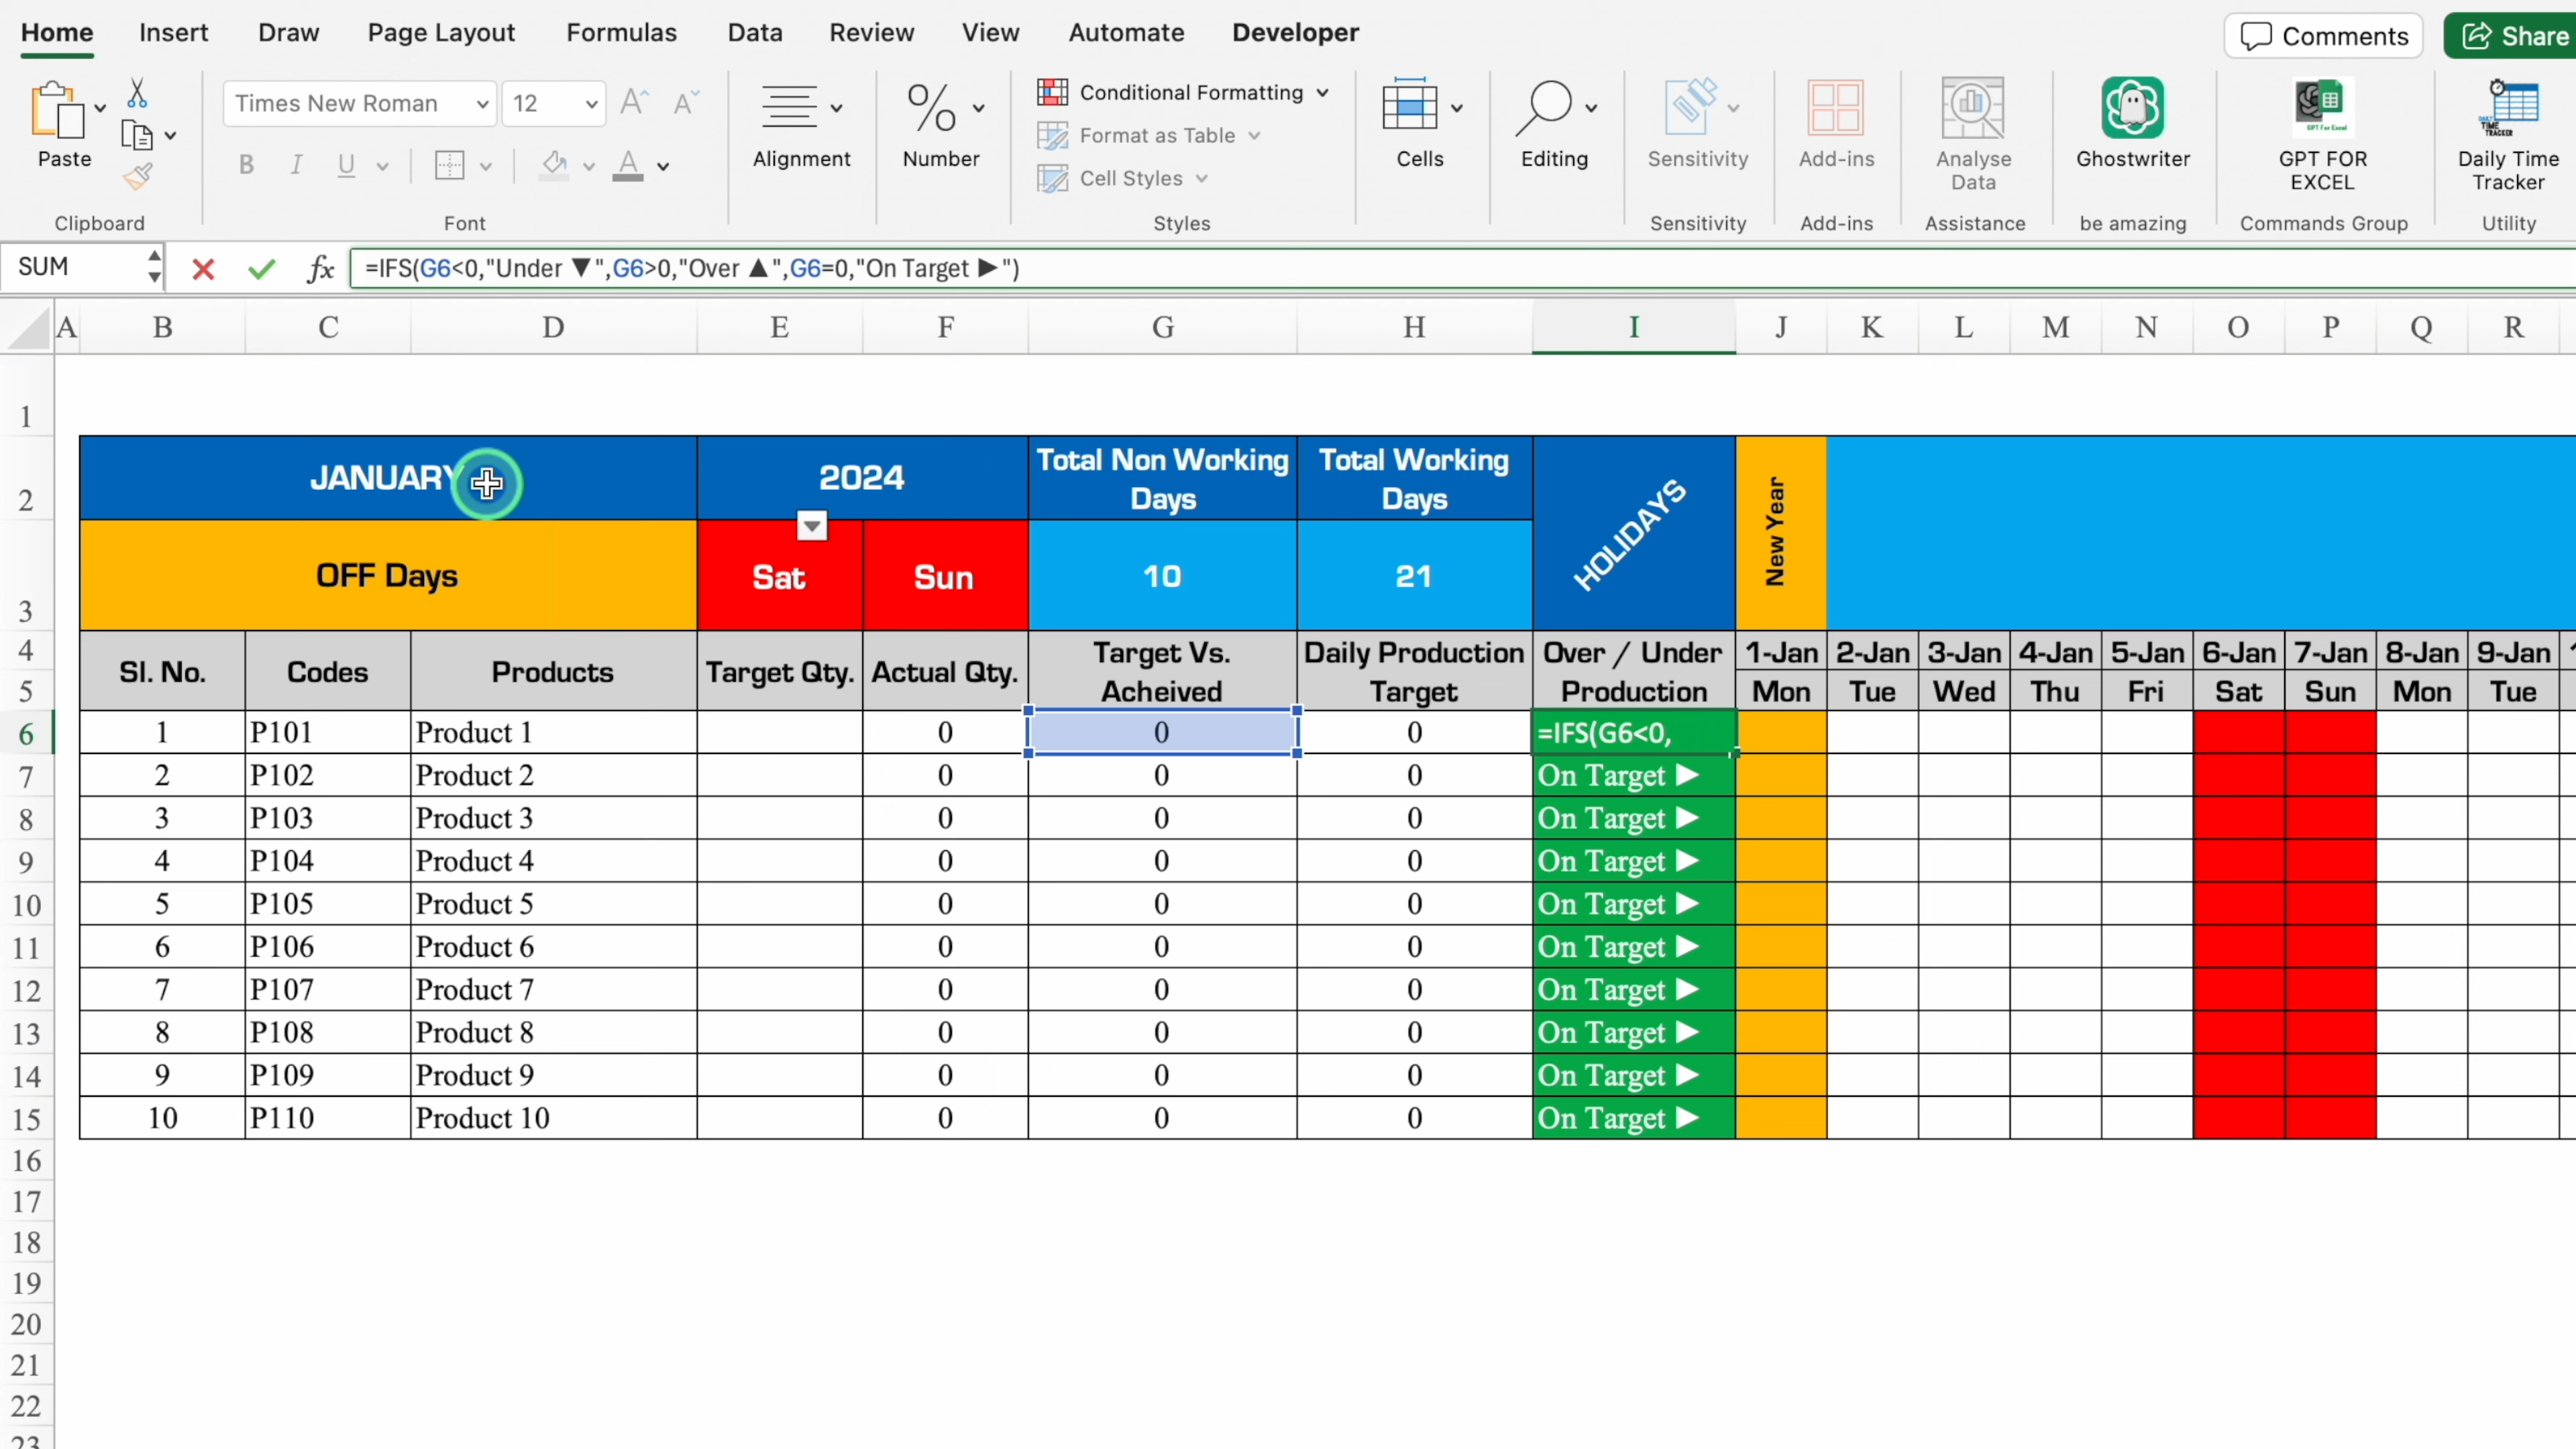 Home Insert Draw Page Layout Formulas Data Review View Automate Developer Comments Share
Paste
Clipboard
Times New Roman 12
B I U A
Font
Alignment
Number
Conditional Formatting
Format as Table
Cell Styles
Styles
Cells
Editing
Sensitivity
Sensitivity
Add-ins
Add-ins
Analyse
Data
Assistance
Ghostwriter
be amazing
GPT For Excel
GPT FOR
EXCEL
Commands Group
DAILY TIME TRACKER
Daily Time
Tracker
Utility
SUM fx =IFS(G6<0,"Under ▼",G6>0,"Over ▲",G6=0,"On Target ►")
A B C D E F G H I J K L M N O P Q R
1
2 JANUARY 2024 Total Non Working Days Total Working Days HOLIDAYS New Year
3 OFF Days Sat Sun 10 21
4 Sl. No. Codes Products Target Qty. Actual Qty. Target Vs. Daily Production Over / Under 1-Jan 2-Jan 3-Jan 4-Jan 5-Jan 6-Jan 7-Jan 8-Jan 9-Jan
5 Acheived Target Production Mon Tue Wed Thu Fri Sat Sun Mon Tue
6 1 P101 Product 1 0 0 0 =IFS(G6<0,
7 2 P102 Product 2 0 0 0 On Target ►
8 3 P103 Product 3 0 0 0 On Target ►
9 4 P104 Product 4 0 0 0 On Target ►
10 5 P105 Product 5 0 0 0 On Target ►
11 6 P106 Product 6 0 0 0 On Target ►
12 7 P107 Product 7 0 0 0 On Target ►
13 8 P108 Product 8 0 0 0 On Target ►
14 9 P109 Product 9 0 0 0 On Target ►
15 10 P110 Product 10 0 0 0 On Target ►
16
17
18
19
20
21
22
23